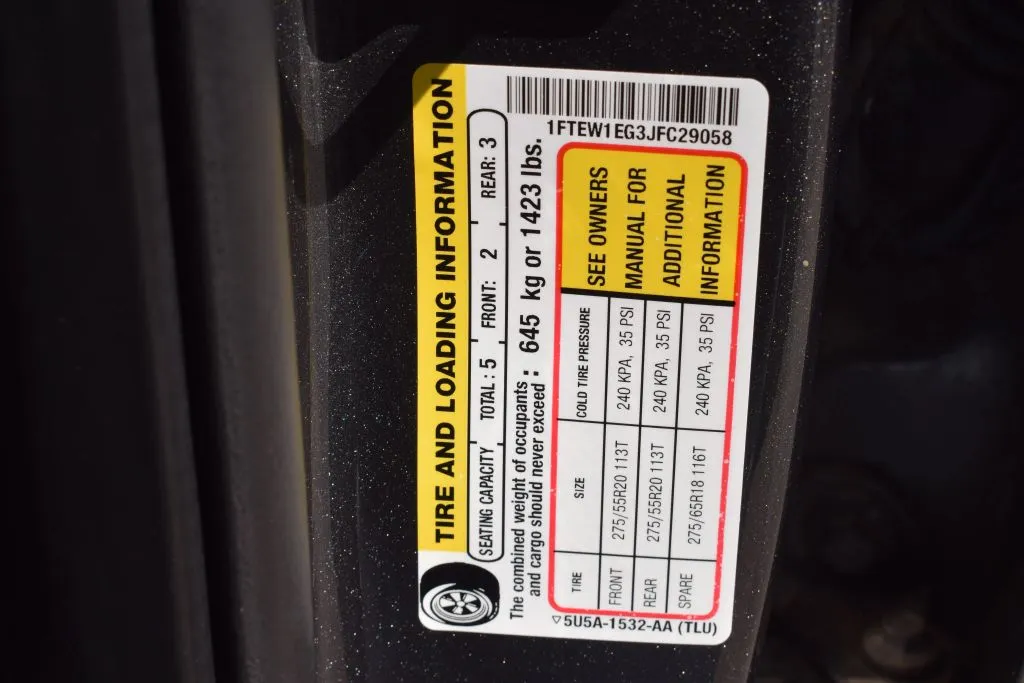 TIRE AND LOADING INFORMATION
SEATING CAPACITY TOTAL : 5 FRONT: 2 REAR: 3
The combined weight of occupants
and cargo should never exceed : 645 kg or 1423 lbs.
1FTEW1EG3JFC29058
TIRE SIZE COLD TIRE PRESSURE
FRONT 275/55R20 113T 240 KPA, 35 PSI
REAR 275/55R20 113T 240 KPA, 35 PSI
SPARE 275/65R18 116T 240 KPA, 35 PSI
SEE OWNERS
MANUAL FOR
ADDITIONAL
INFORMATION
5U5A-1532-AA (TLU)